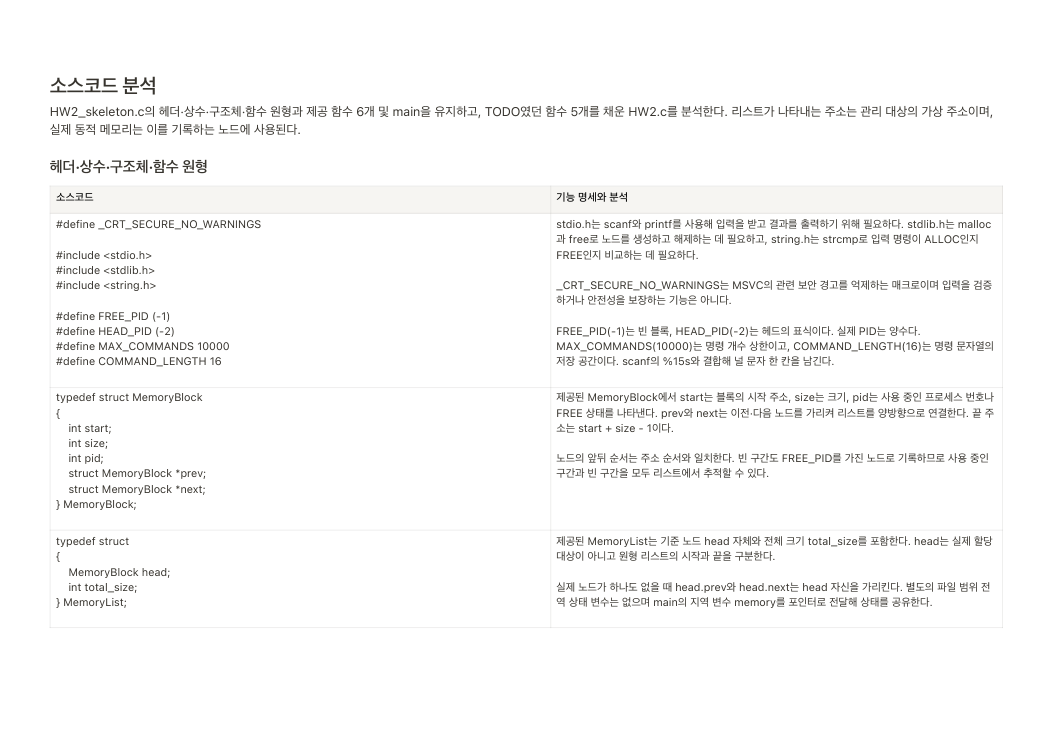 소스코드 분석
HW2_skeleton.c의 헤더·상수·구조체·함수 원형과 제공 함수 6개 및 main을 유지하고, TODO였던 함수 5개를 채운 HW2.c를 분석한다. 리스트가 나타내는 주소는 관리 대상의 가상 주소이며,
실제 동적 메모리는 이를 기록하는 노드에 사용된다.
헤더·상수·구조체·함수 원형
소스코드
기능 명세와 분석
#define _CRT_SECURE_NO_WARNINGS
#include <stdio.h>
#include <stdlib.h>
#include <string.h>
#define FREE_PID (-1)
#define HEAD_PID (-2)
#define MAX_COMMANDS 10000
#define COMMAND_LENGTH 16
stdio.h는 scanf와 printf를 사용해 입력을 받고 결과를 출력하기 위해 필요하다. stdlib.h는 malloc
과 free로 노드를 생성하고 해제하는 데 필요하고, string.h는 strcmp로 입력 명령이 ALLOC인지
FREE인지 비교하는 데 필요하다.
_CRT_SECURE_NO_WARNINGS는 MSVC의 관련 보안 경고를 억제하는 매크로이며 입력을 검증
하거나 안전성을 보장하는 기능은 아니다.
FREE_PID(-1)는 빈 블록, HEAD_PID(-2)는 헤드의 표식이다. 실제 PID는 양수다.
MAX_COMMANDS(10000)는 명령 개수 상한이고, COMMAND_LENGTH(16)는 명령 문자열의
저장 공간이다. scanf의 %15s와 결합해 널 문자 한 칸을 남긴다.
typedef struct MemoryBlock
{
int start;
int size;
int pid;
struct MemoryBlock *prev;
struct MemoryBlock *next;
} MemoryBlock;
제공된 MemoryBlock에서 start는 블록의 시작 주소, size는 크기, pid는 사용 중인 프로세스 번호나
FREE 상태를 나타낸다. prev와 next는 이전·다음 노드를 가리켜 리스트를 양방향으로 연결한다. 끝 주
소는 start + size - 1이다.
노드의 앞뒤 순서는 주소 순서와 일치한다. 빈 구간도 FREE_PID를 가진 노드로 기록하므로 사용 중인
구간과 빈 구간을 모두 리스트에서 추적할 수 있다.
typedef struct
{
MemoryBlock head;
int total_size;
} MemoryList;
제공된 MemoryList는 기준 노드 head 자체와 전체 크기 total_size를 포함한다. head는 실제 할당
대상이 아니고 원형 리스트의 시작과 끝을 구분한다.
실제 노드가 하나도 없을 때 head.prev와 head.next는 head 자신을 가리킨다. 별도의 파일 범위 전
역 상태 변수는 없으며 main의 지역 변수 memory를 포인터로 전달해 상태를 공유한다.